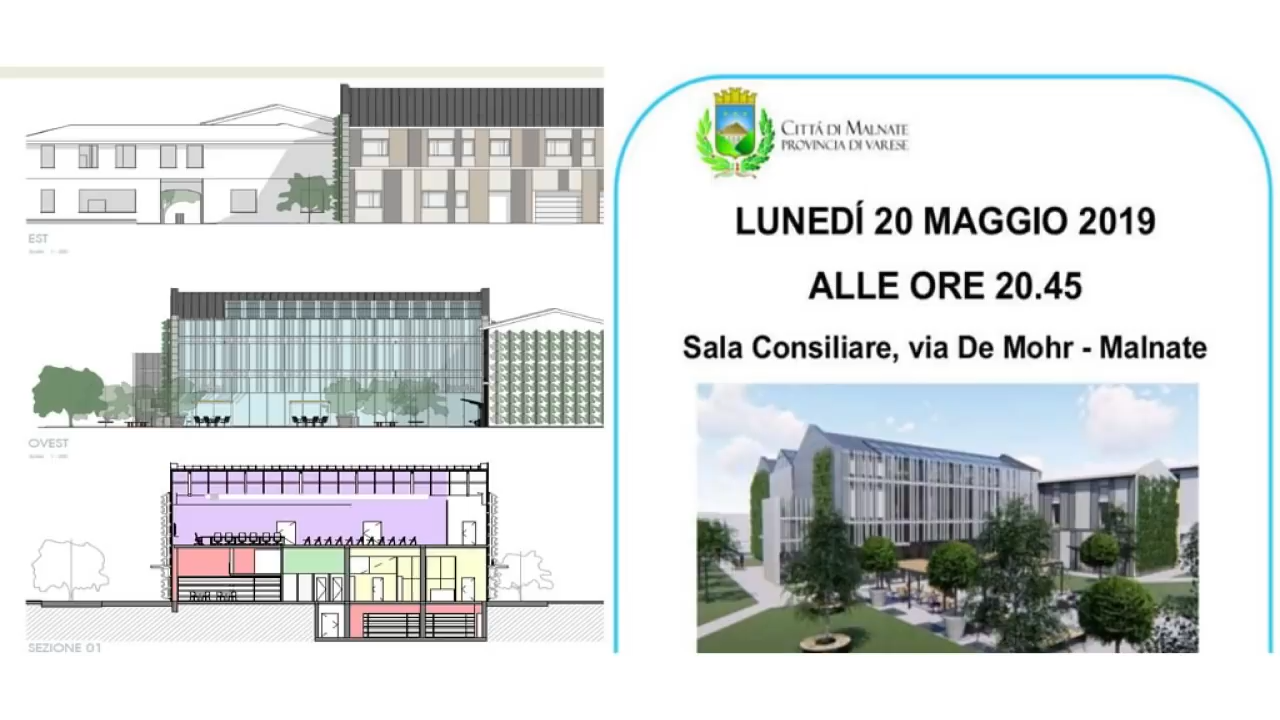 EST
OVEST
SEZIONE 01
CITTÁ DI MALNATE
PROVINCIA DI VARESE
LUNEDÍ 20 MAGGIO 2019
ALLE ORE 20.45
Sala Consiliare, via De Mohr - Malnate